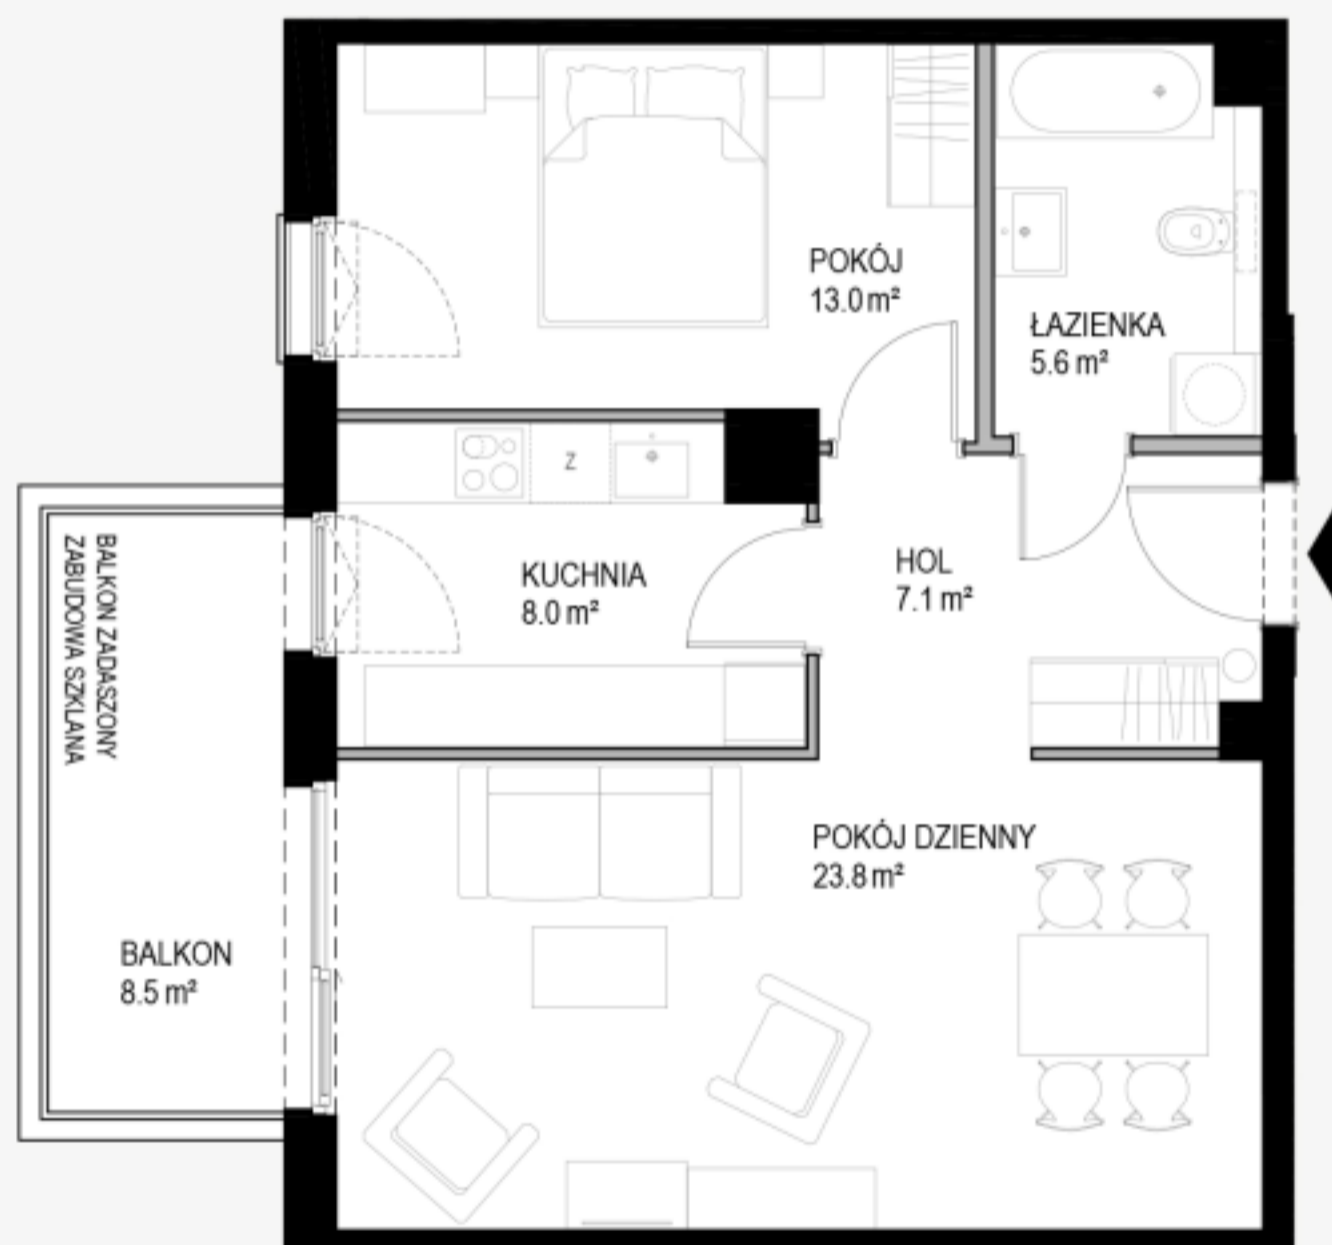 POKÓJ
13.0 m²
ŁAZIENKA
5.6 m²
Z
KUCHNIA
8.0 m²
HOL
7.1 m²
BALKON ZADASZONY
ZABUDOWA SZKLANA
POKÓJ DZIENNY
23.8 m²
BALKON
8.5 m²